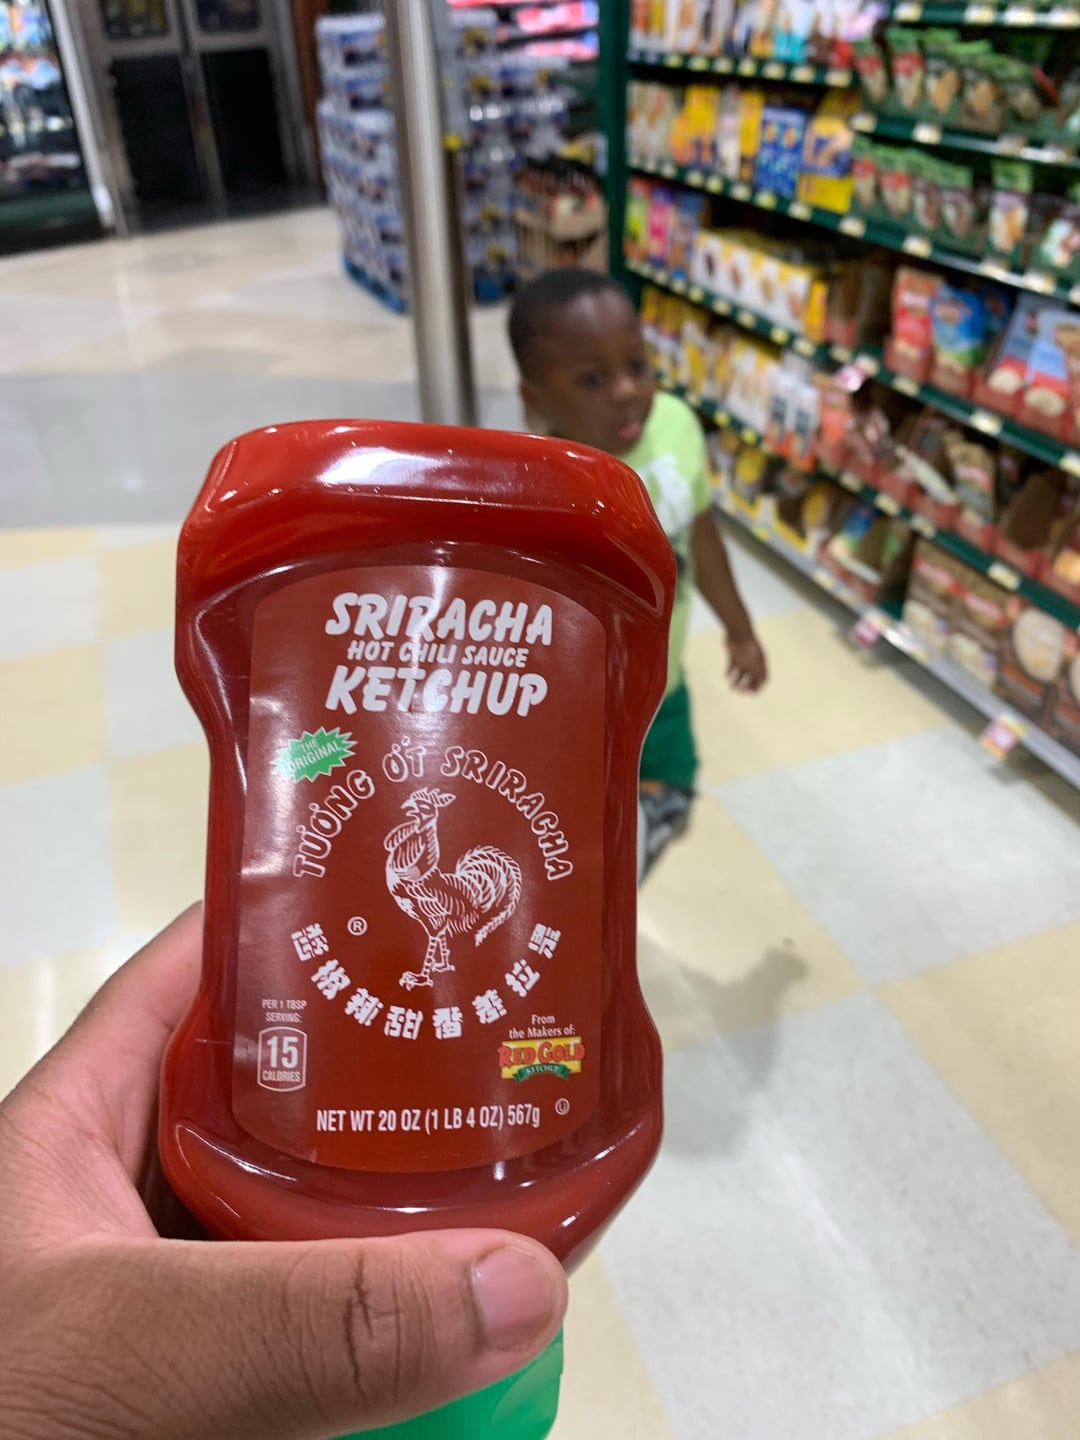 SRIRACHA
HOT CHILI SAUCE
KETCHUP
THE
ORIGINAL
TƯƠNG ỚT SRIRACHA
®
PER 1 TBSP
SERVING:
15
CALORIES
From
the Makers of:
RED GOLD
KETCHUP
NET WT 20 OZ (1 LB 4 OZ) 567g
U